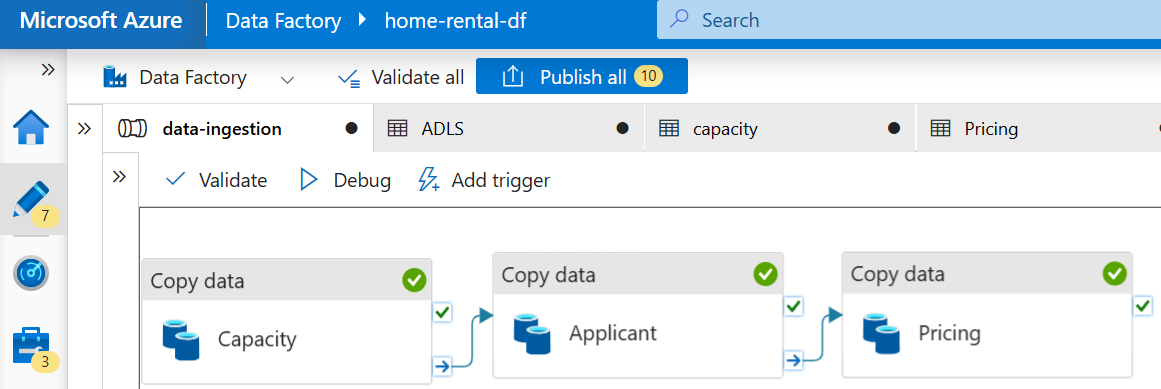 Microsoft Azure Data Factory home-rental-df Search
Data Factory Validate all Publish all 10
data-ingestion ADLS capacity Pricing
Validate Debug Add trigger
7
Copy data Copy data Copy data
Capacity Applicant Pricing
3